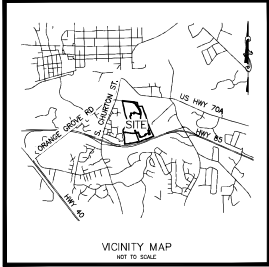 US HWY 70A
S. CHURTON ST.
ORANGE GROVE RD
SITE
HWY 85
HWY 40
VICINITY MAP
NOT TO SCALE